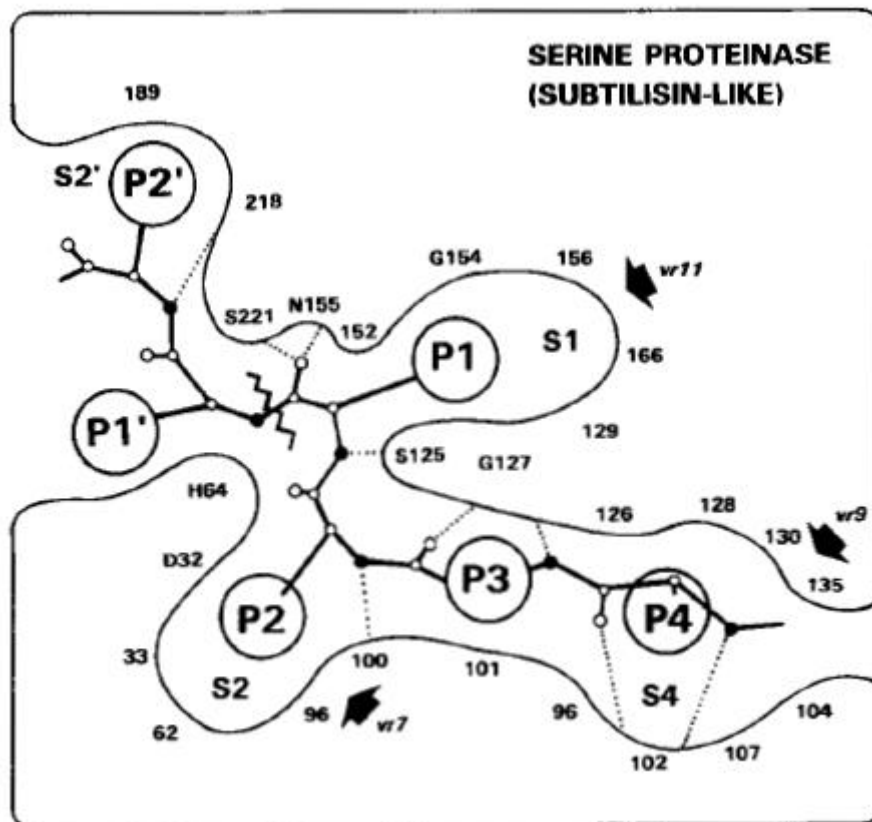 SERINE PROTEINASE
(SUBTILISIN-LIKE)
189
S2' P2'
218
G154 156 vr11
S221 N155 152
P1 S1 166
P1'
S125 G127 129
H64
126 128 130 vr9
D32 135
P2 P3 P4
33 S2 100 101 S4
62 96 vr7 96 102 107 104